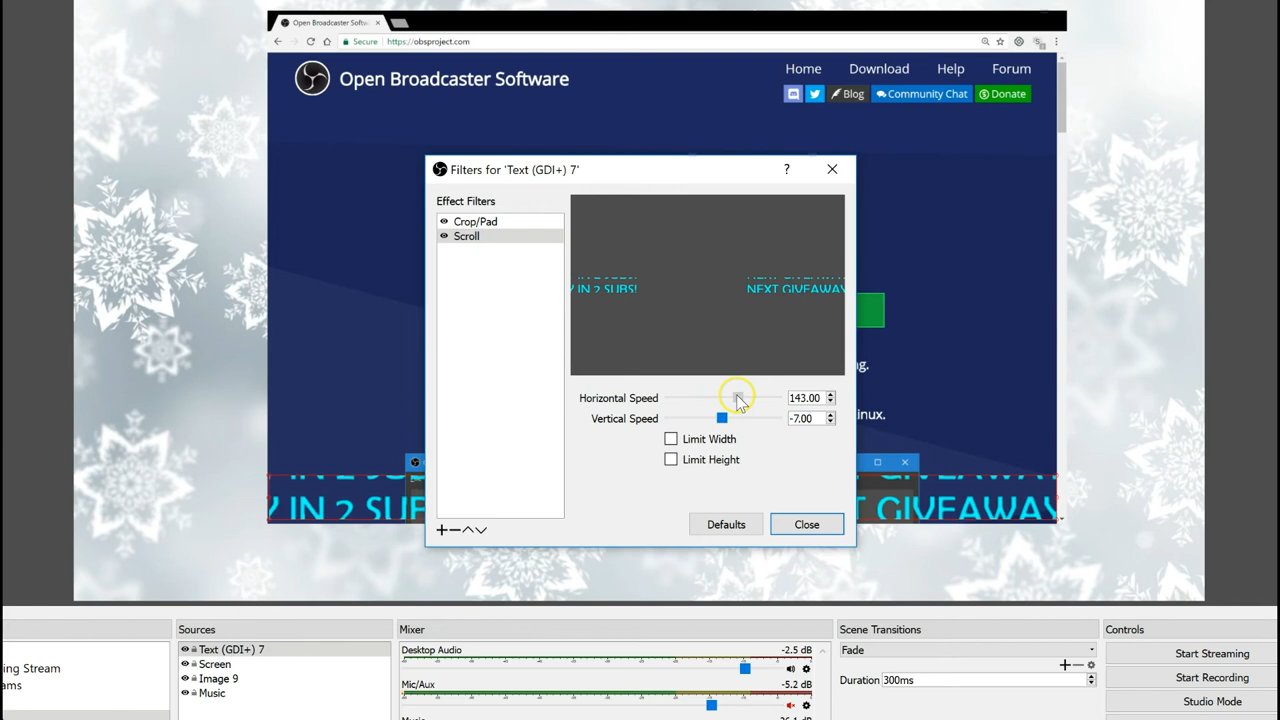 Open Broadcaster Softw
Secure https://obsproject.com
Open Broadcaster Software
Home Download Help Forum
Blog Community Chat Donate
Filters for 'Text (GDI+) 7'
?
Effect Filters
Crop/Pad
Scroll
Y IN 2 SUBS! NEXT GIVEAWAY
ng.
Horizontal Speed 143.00
inux.
Vertical Speed -7.00
Limit Width
Limit Height
Y IN 2 S
T GIVEAWAY
Defaults Close
Sources Mixer Scene Transitions Controls
Text (GDI+) 7
Screen
Image 9
Music
ing Stream
ams
Desktop Audio -2.5 dB
Mic/Aux -5.2 dB
Fade
Duration 300ms
Start Streaming
Start Recording
Studio Mode